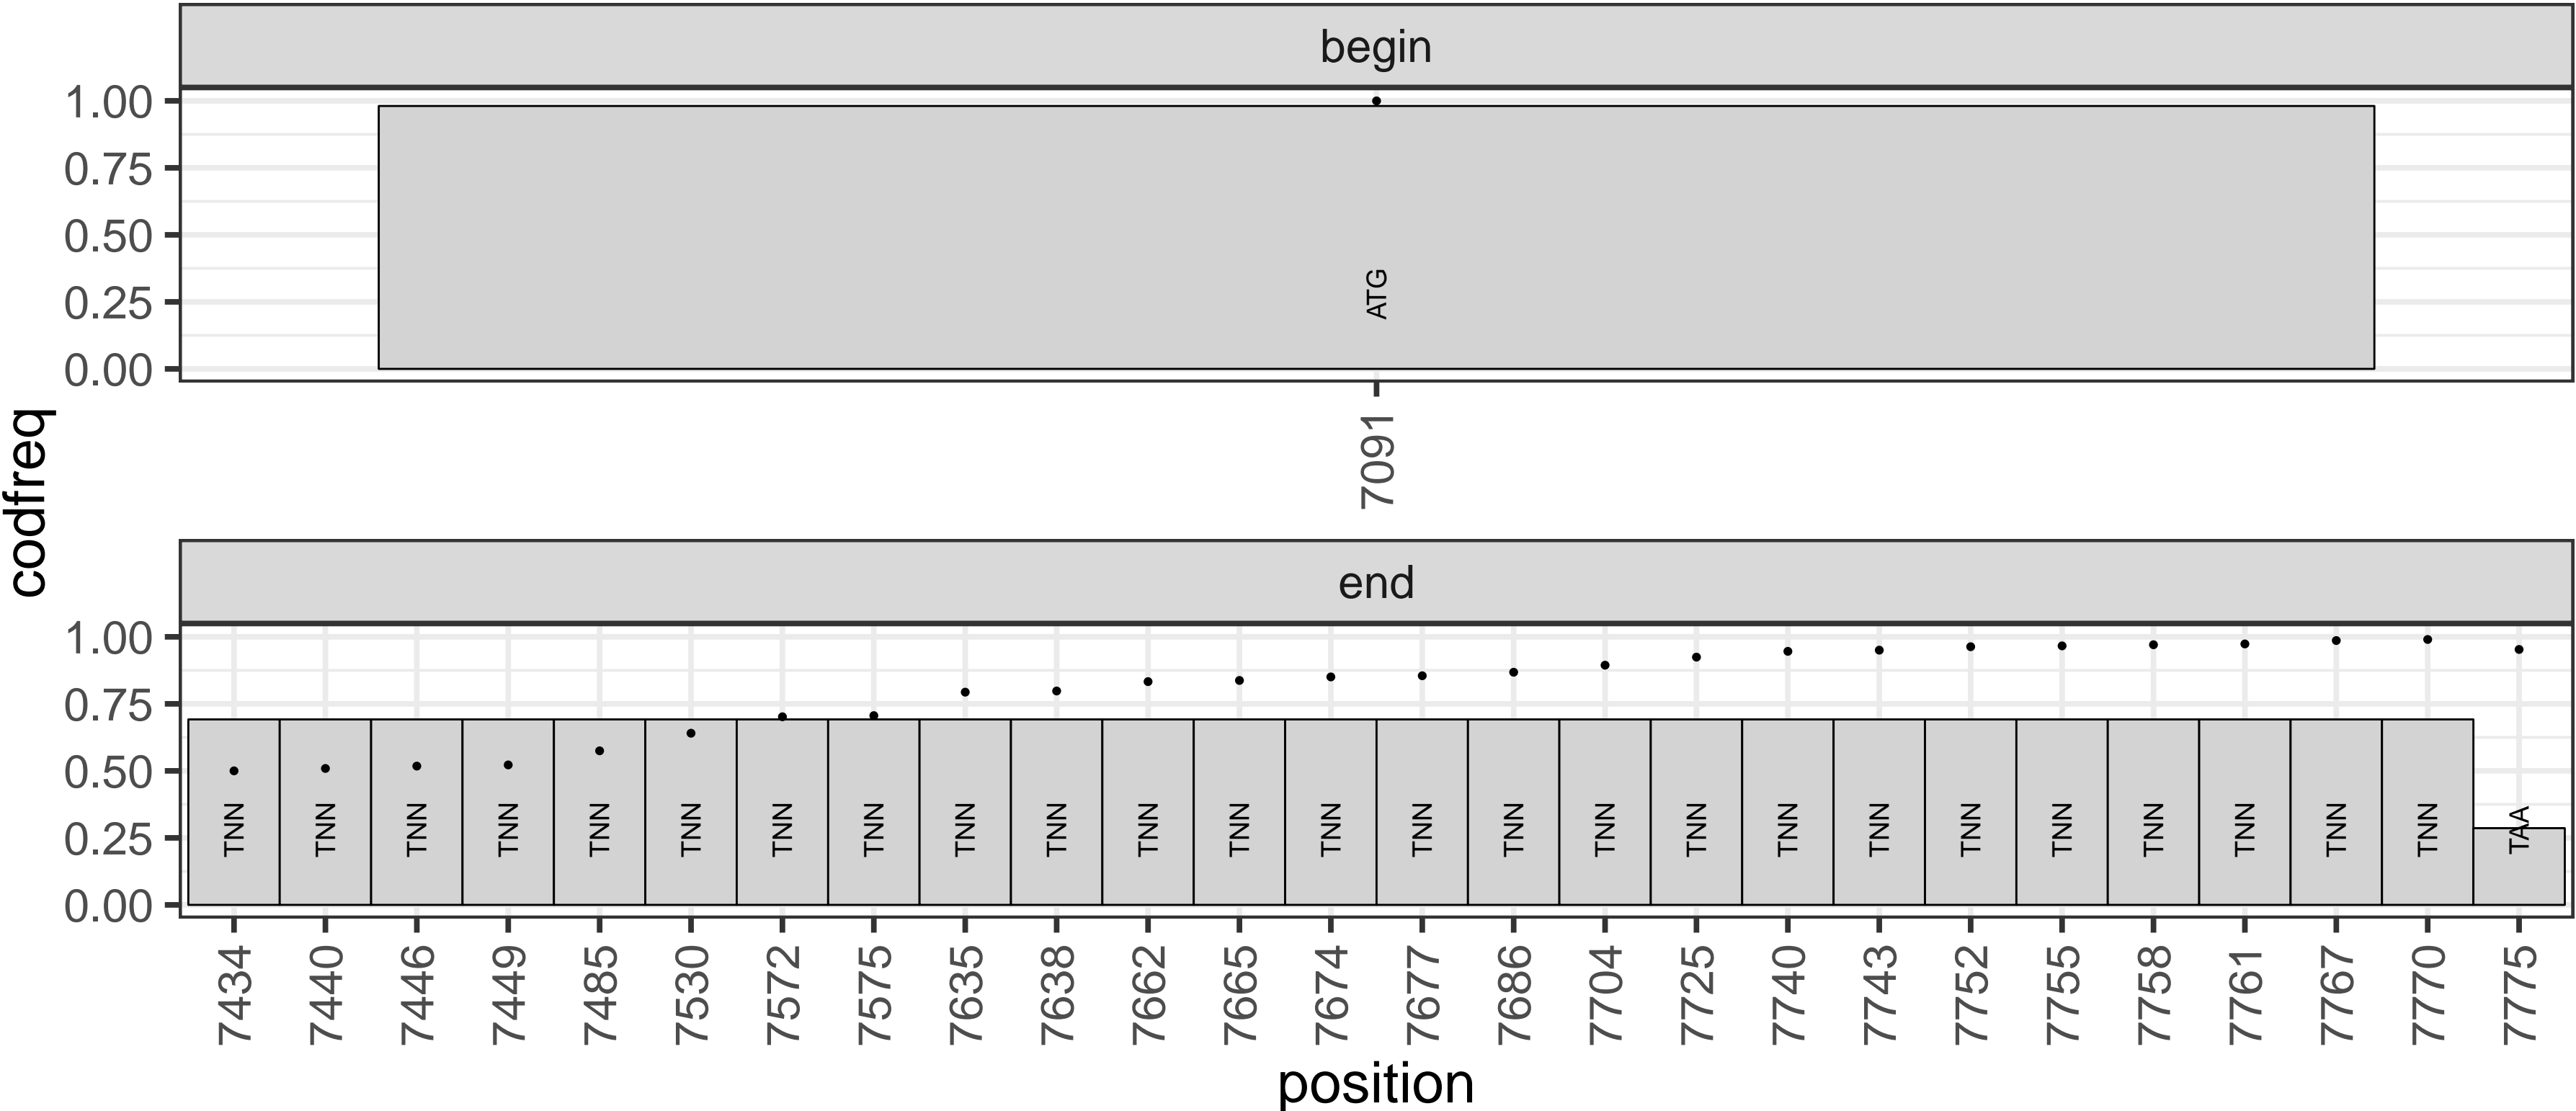 begin
1.00
0.75
0.50
0.25
0.00
ATG
7091
codfreq
end
1.00
0.75
0.50
0.25
0.00
TNN TNN TNN TNN TNN TNN TNN TNN TNN TNN TNN TNN TNN TNN TNN TNN TNN TNN TNN TNN TNN TNN TNN TNN TNN TAA
7434 7440 7446 7449 7485 7530 7572 7575 7635 7638 7662 7665 7674 7677 7686 7704 7725 7740 7743 7752 7755 7758 7761 7767 7770 7775
position